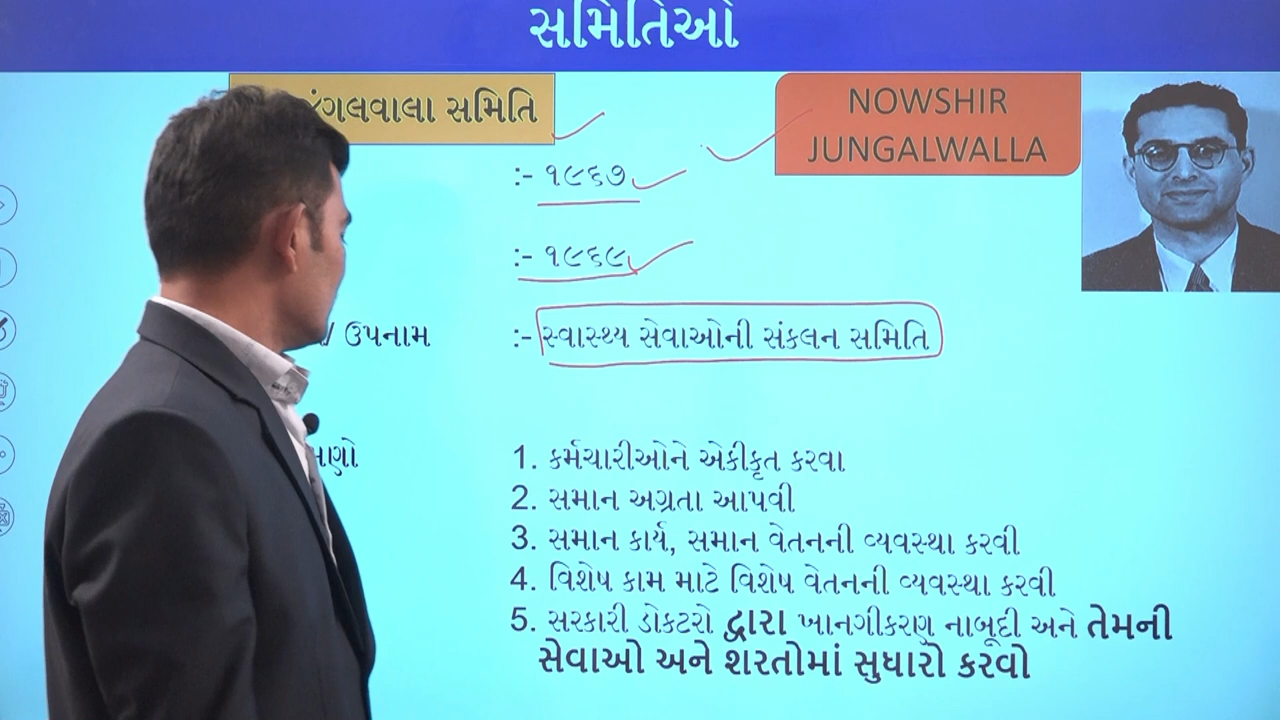 સમિતિઓ
જંગલવાલા સમિતિ
NOWSHIR
JUNGALWALLA
:- ૧૯૬૭
:- ૧૯૬૯
/ ઉપનામ :- સ્વાસ્થ્ય સેવાઓની સંકલન સમિતિ
1. કર્મચારીઓને એકીકૃત કરવા
2. સમાન અગ્રતા આપવી
3. સમાન કાર્ય, સમાન વેતનની વ્યવસ્થા કરવી
4. વિશેષ કામ માટે વિશેષ વેતનની વ્યવસ્થા કરવી
5. સરકારી ડોકટરો દ્વારા ખાનગીકરણ નાબૂદી અને તેમની
સેવાઓ અને શરતોમાં સુધારો કરવો